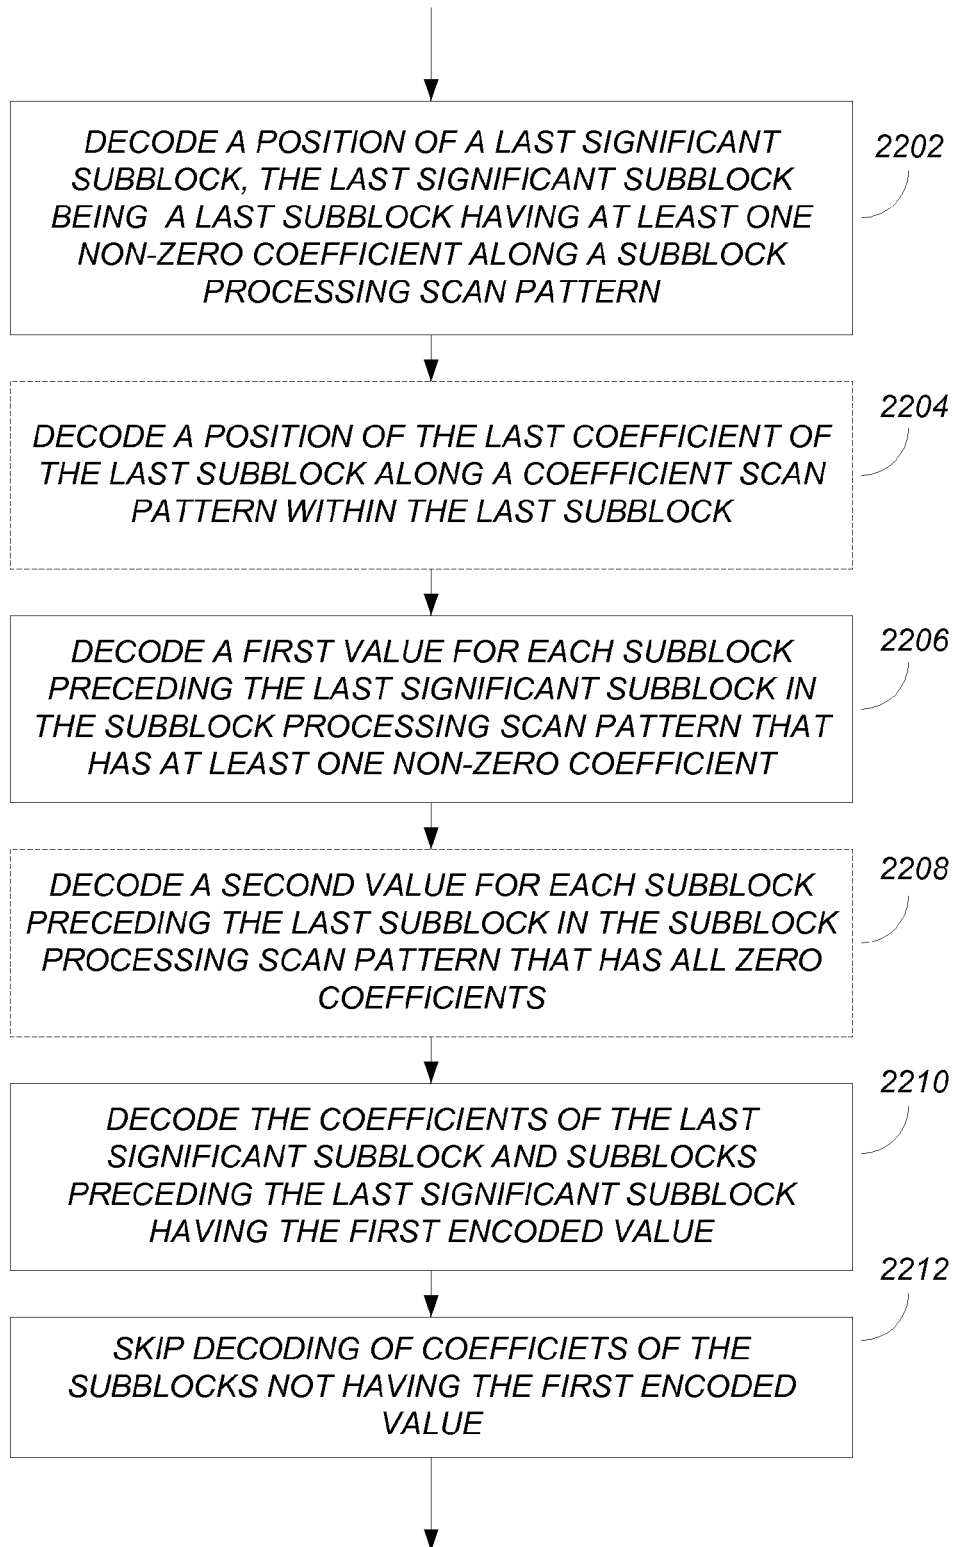 DECODE A POSITION OF A LAST SIGNIFICANT
SUBBLOCK, THE LAST SIGNIFICANT SUBBLOCK
BEING A LAST SUBBLOCK HAVING AT LEAST ONE
NON-ZERO COEFFICIENT ALONG A SUBBLOCK
PROCESSING SCAN PATTERN
2202
DECODE A POSITION OF THE LAST COEFFICIENT OF
THE LAST SUBBLOCK ALONG A COEFFICIENT SCAN
PATTERN WITHIN THE LAST SUBBLOCK
2204
DECODE A FIRST VALUE FOR EACH SUBBLOCK
PRECEDING THE LAST SIGNIFICANT SUBBLOCK IN
THE SUBBLOCK PROCESSING SCAN PATTERN THAT
HAS AT LEAST ONE NON-ZERO COEFFICIENT
2206
DECODE A SECOND VALUE FOR EACH SUBBLOCK
PRECEDING THE LAST SUBBLOCK IN THE SUBBLOCK
PROCESSING SCAN PATTERN THAT HAS ALL ZERO
COEFFICIENTS
2208
DECODE THE COEFFICIENTS OF THE LAST
SIGNIFICANT SUBBLOCK AND SUBBLOCKS
PRECEDING THE LAST SIGNIFICANT SUBBLOCK
HAVING THE FIRST ENCODED VALUE
2210
SKIP DECODING OF COEFFICIETS OF THE
SUBBLOCKS NOT HAVING THE FIRST ENCODED
VALUE
2212